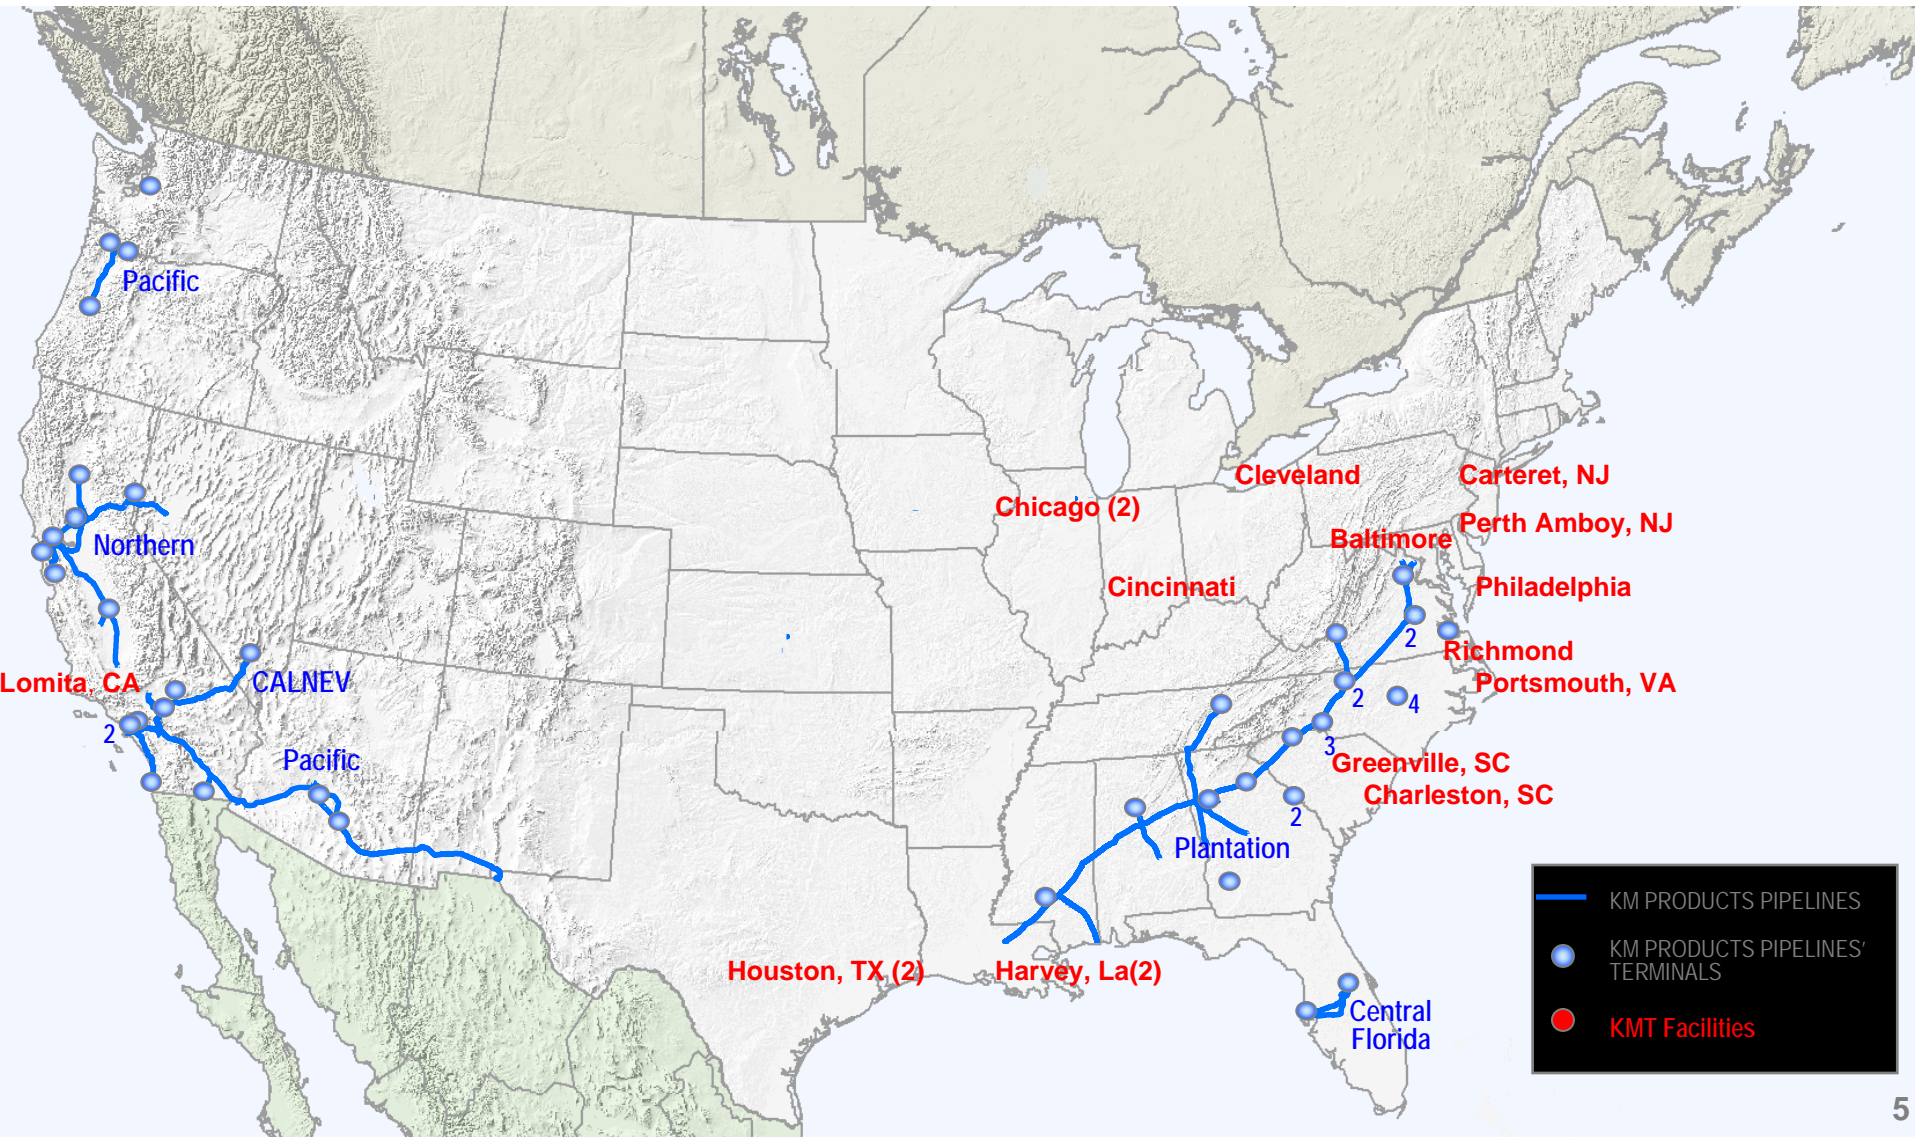 Pacific
Cleveland
Carteret, NJ
Chicago (2)
Perth Amboy, NJ
Baltimore
Northern
Cincinnati
Philadelphia
2
Richmond
Lomita, CA
CALNEV
Portsmouth, VA
2
4
2
3
Pacific
Greenville, SC
Charleston, SC
2
Plantation
Houston, TX (2)
Harvey, La(2)
Central
Florida
KM PRODUCTS PIPELINES
KM PRODUCTS PIPELINES'
TERMINALS
KMT Facilities
5